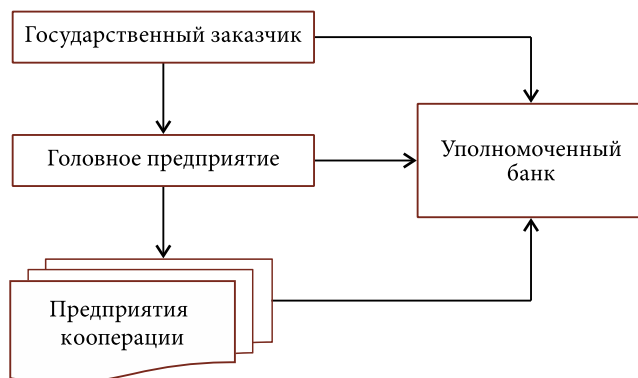 Государственный заказчик
Головное предприятие
Уполномоченный
банк
Предприятия
кооперации